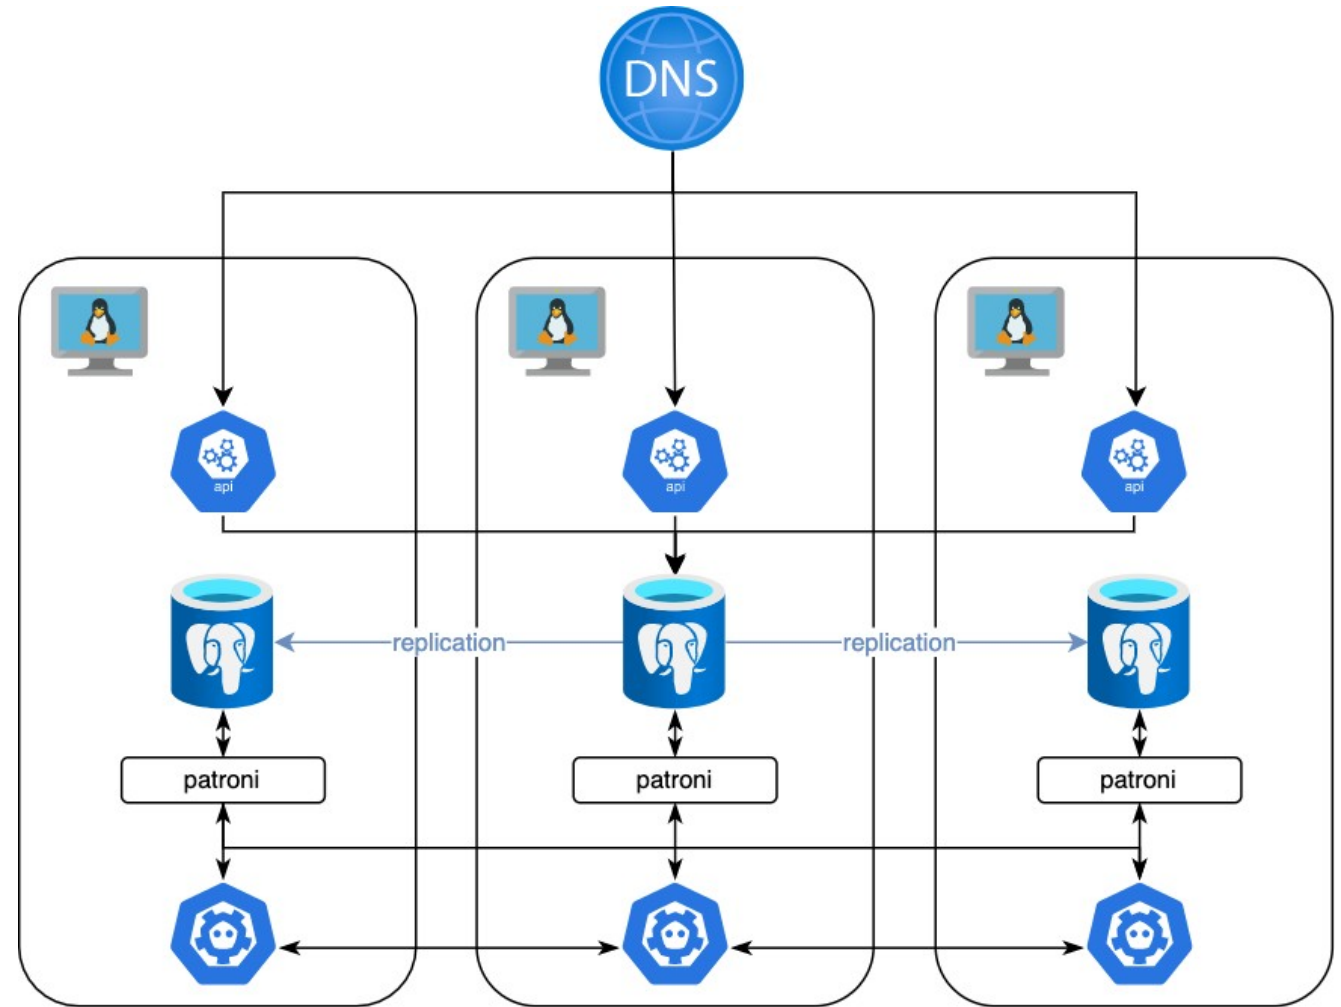 DNS
api
api
api
replication
replication
patroni
patroni
patroni